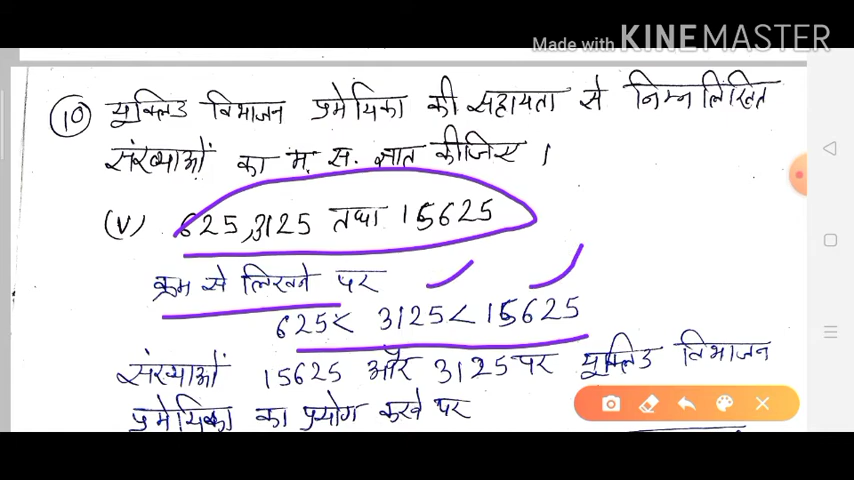 Made with KINEMASTER
(10) यूक्लिड विभाजन प्रमेयिका की सहायता से निम्नलिखित
संख्याओं का म. स. ज्ञात कीजिए ।
(V) 625, 3125 तथा 15625
क्रम से लिखने पर
625 < 3125 < 15625
संख्याओं 15625 और 3125 पर यूक्लिड विभाजन
प्रमेयिका का प्रयोग करने पर